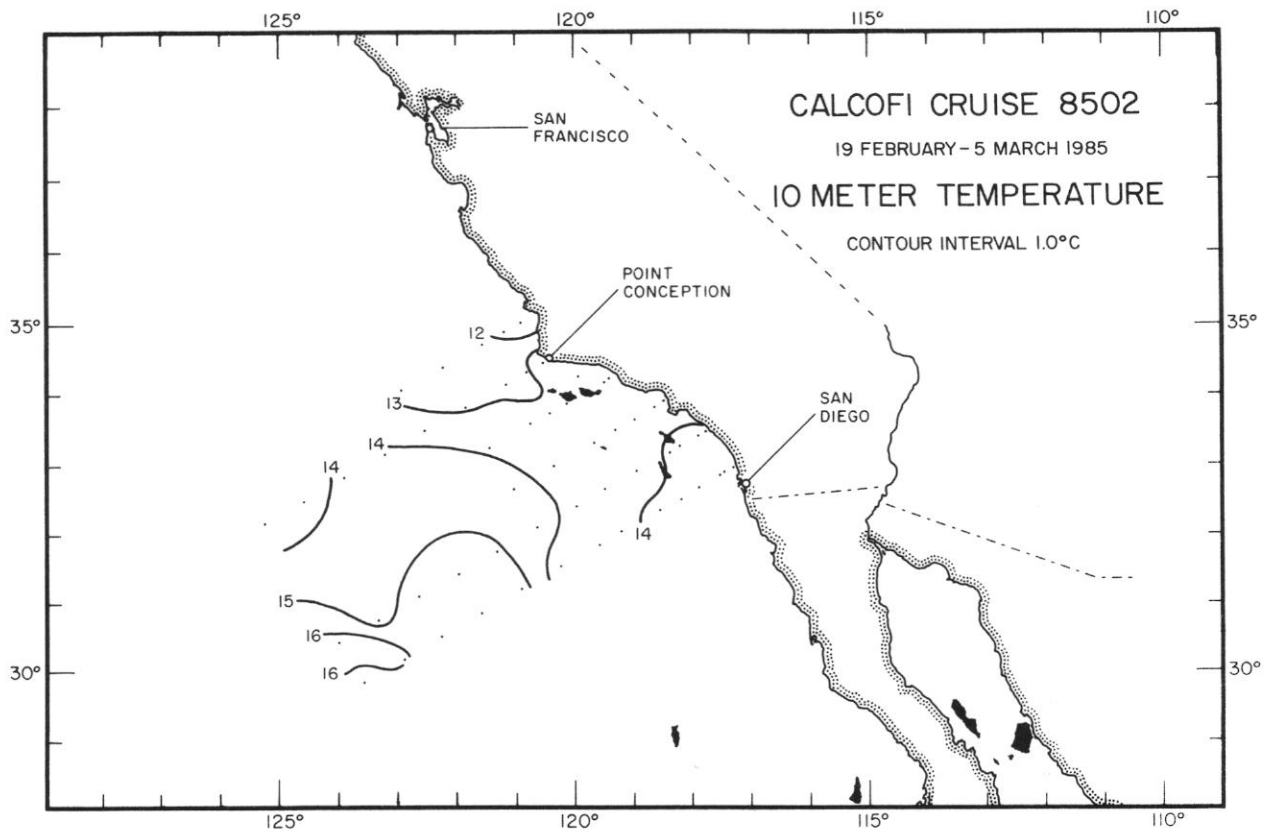 125°
120°
115°
110°
CALCOFI CRUISE 8502
19 FEBRUARY – 5 MARCH 1985
10 METER TEMPERATURE
CONTOUR INTERVAL 1.0°C
SAN
FRANCISCO
POINT
CONCEPTION
35°
35°
12
13
SAN
DIEGO
14
14
14
15
16
16
30°
30°
125°
120°
115°
110°